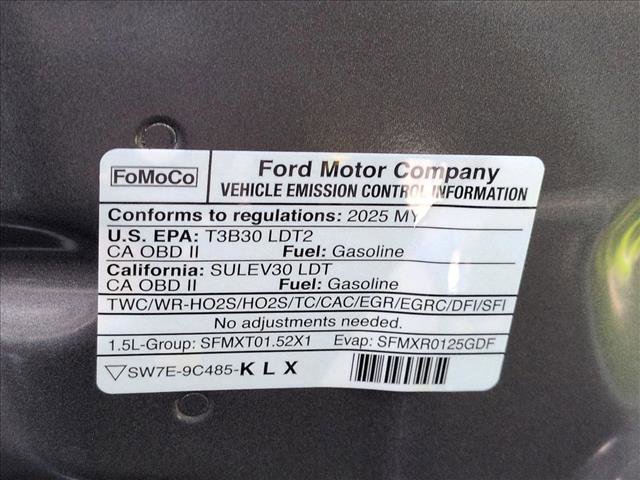 FoMoCo
Ford Motor Company
VEHICLE EMISSION CONTROL INFORMATION
Conforms to regulations: 2025 MY
U.S. EPA: T3B30 LDT2
CA OBD II Fuel: Gasoline
California: SULEV30 LDT
CA OBD II Fuel: Gasoline
TWC/WR-HO2S/HO2S/TC/CAC/EGR/EGRC/DFI/SFI
No adjustments needed.
1.5L-Group: SFMXT01.52X1 Evap: SFMXR0125GDF
▽SW7E-9C485-K L X